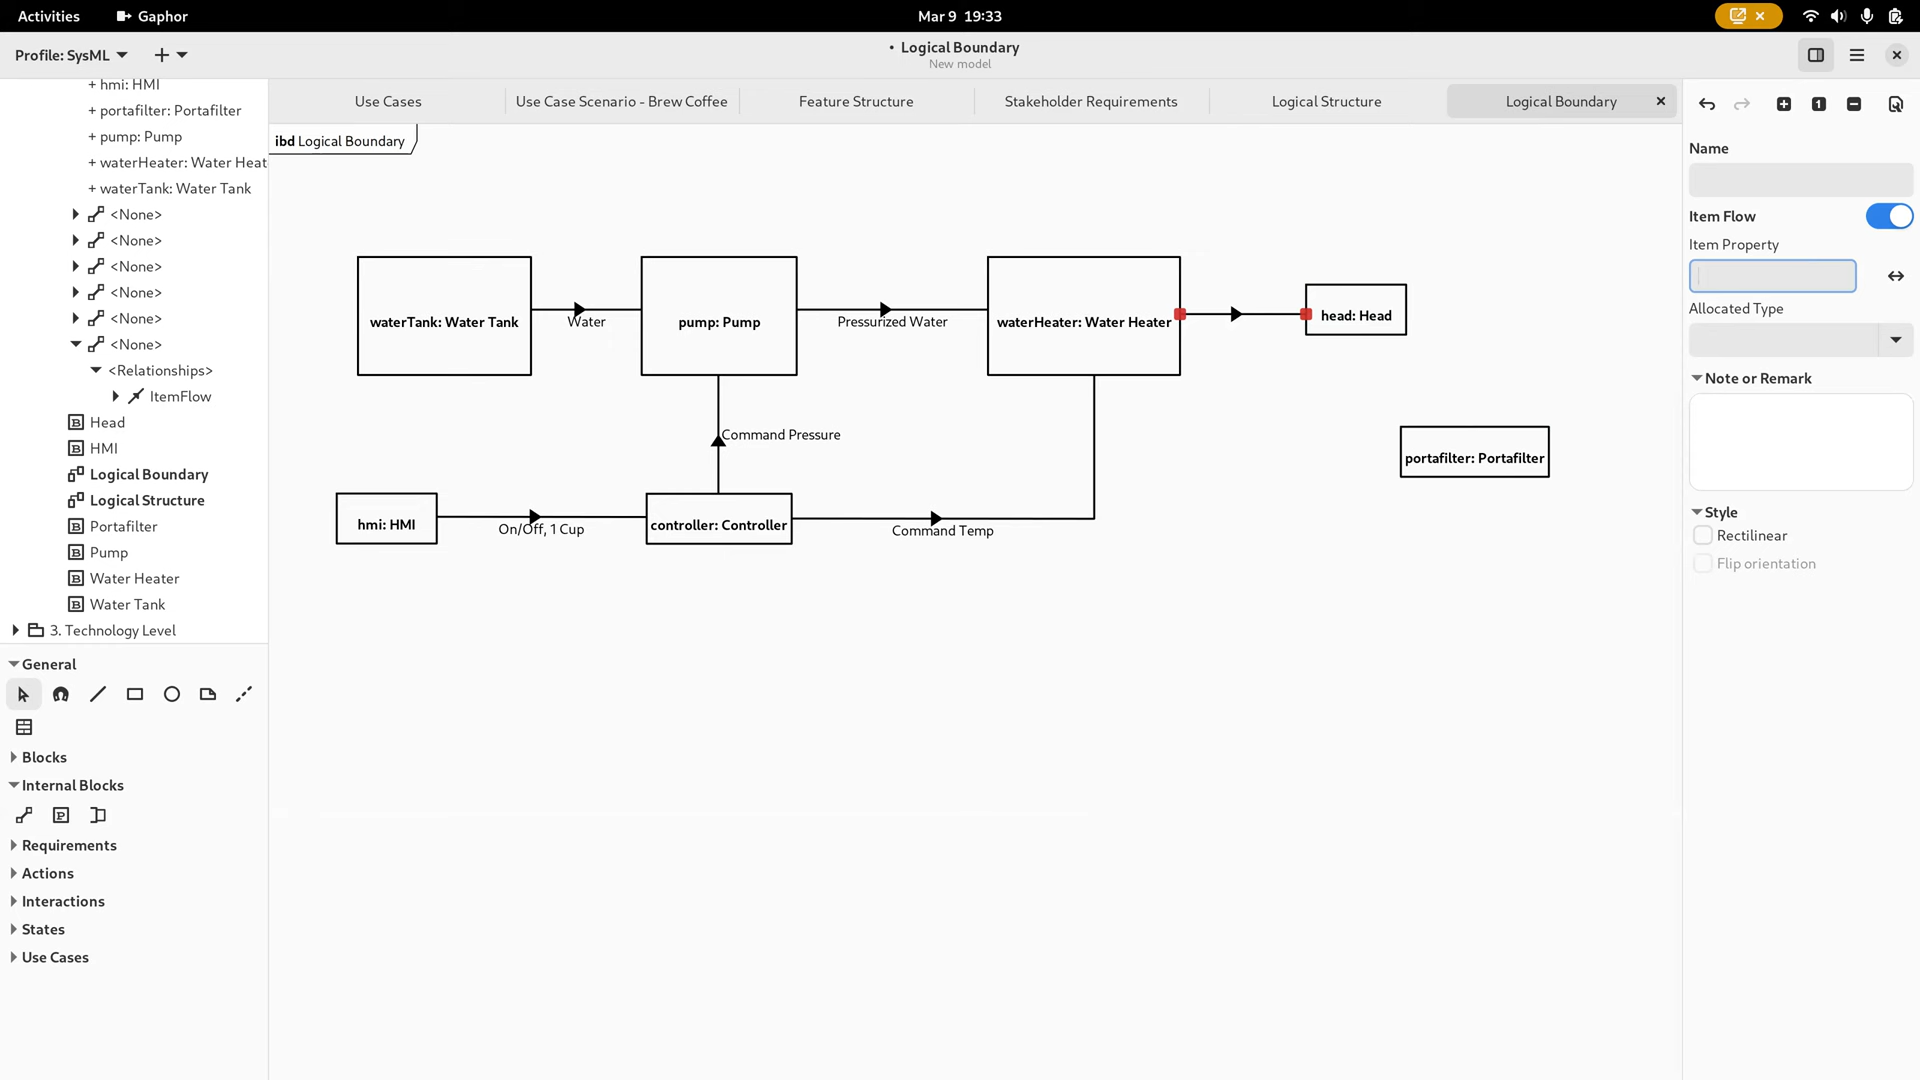 Activities
Gaphor
Mar 9 19:33
Profile: SysML
• Logical Boundary
New model
+ hmi: HMI
+ portafilter: Portafilter
+ pump: Pump
+ waterHeater: Water Heat
+ waterTank: Water Tank
<None>
<None>
<None>
<None>
<None>
<None>
<Relationships>
ItemFlow
Head
HMI
Logical Boundary
Logical Structure
Portafilter
Pump
Water Heater
Water Tank
3. Technology Level
General
Blocks
Internal Blocks
Requirements
Actions
Interactions
States
Use Cases
Use Cases
Use Case Scenario - Brew Coffee
Feature Structure
Stakeholder Requirements
Logical Structure
Logical Boundary
ibd Logical Boundary
waterTank: Water Tank
Water
pump: Pump
Pressurized Water
waterHeater: Water Heater
head: Head
Command Pressure
portafilter: Portafilter
hmi: HMI
On/Off, 1 Cup
controller: Controller
Command Temp
Name
Item Flow
Item Property
Allocated Type
Note or Remark
Style
Rectilinear
Flip orientation